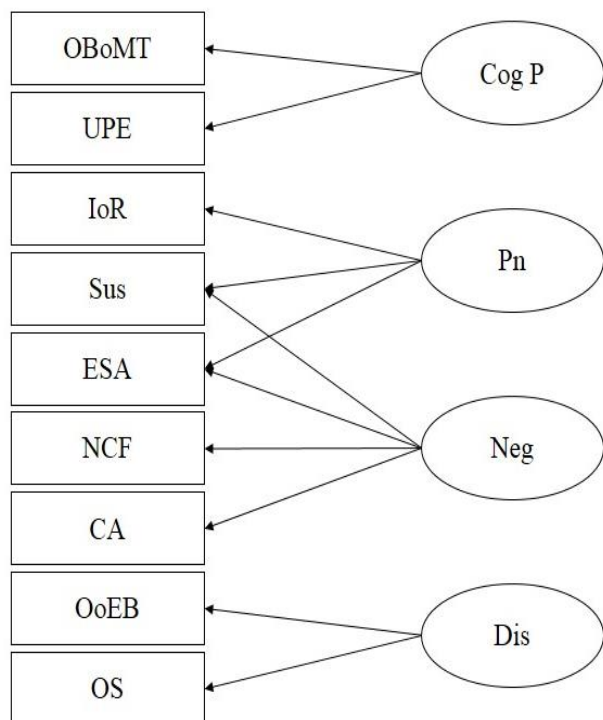 OBoMT
Cog P
UPE
IoR
Pn
Sus
ESA
NCF
Neg
CA
OoEB
Dis
OS